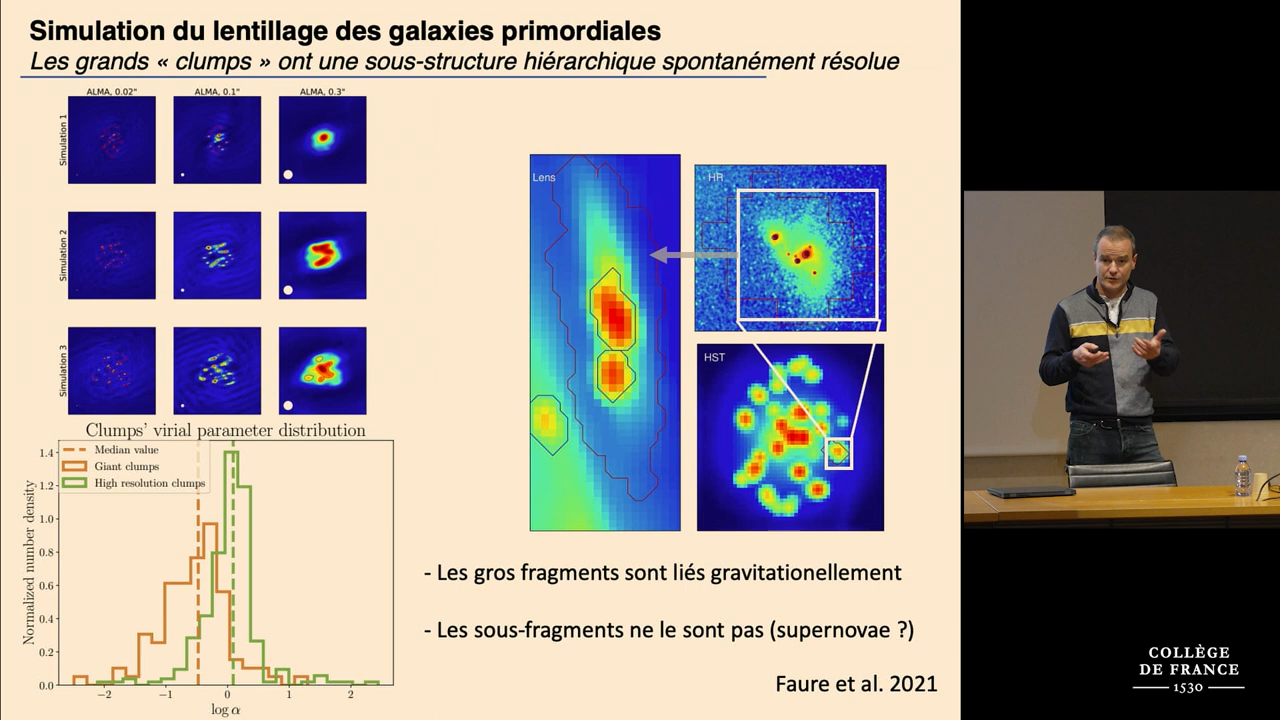 Simulation du lentillage des galaxies primordiales
Les grands « clumps » ont une sous-structure hiérarchique spontanément résolue
ALMA, 0.02" ALMA, 0.1" ALMA, 0.3"
Simulation 1
Simulation 2
Simulation 3
Lens
HR
HST
Clumps' virial parameter distribution
Median value
Giant clumps
High resolution clumps
Normalized number density
1.4
1.2
1.0
0.8
0.6
0.4
0.2
0.0
−2 −1 0 1 2
log α
- Les gros fragments sont liés gravitationellement
- Les sous-fragments ne le sont pas (supernovae ?)
Faure et al. 2021
COLLÈGE
DE FRANCE
1530